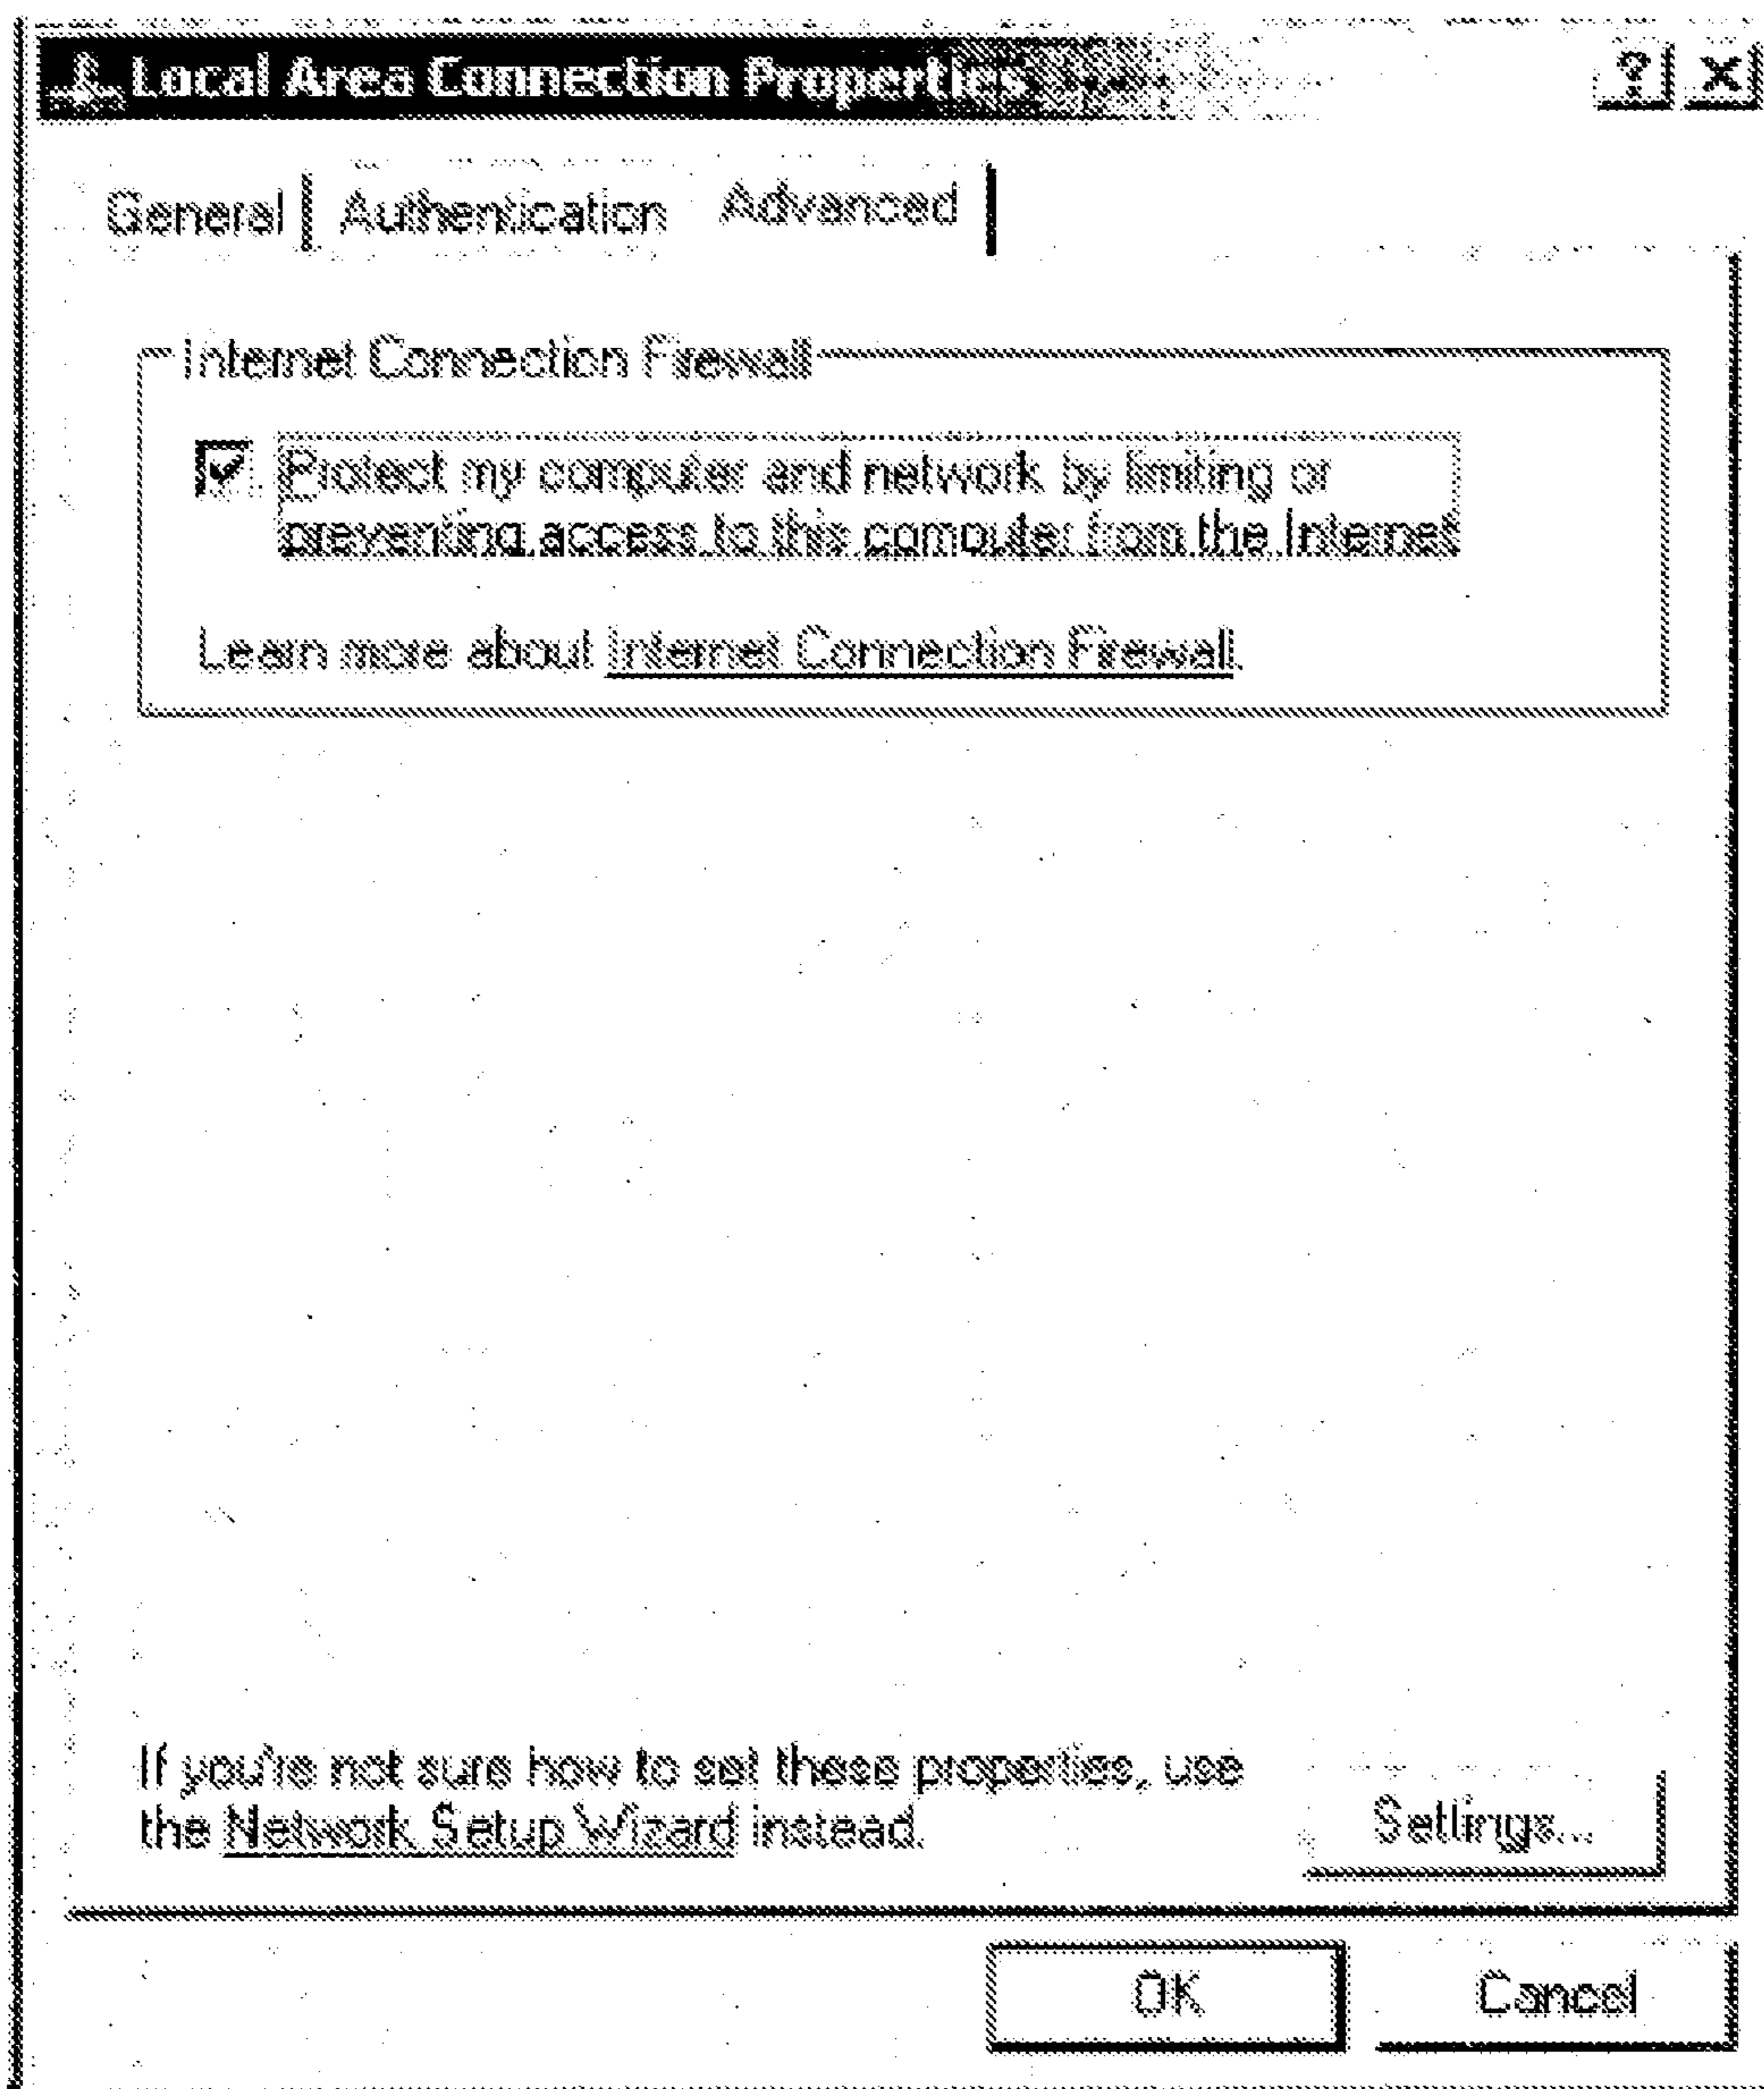 Local Area Connection Properties
General Authentication Advanced
Internet Connection Firewall
Protect my computer and network by limiting or
preventing access to this computer from the Internet
Learn more about Internet Connection Firewall.
If you're not sure how to set these properties, use
the Network Setup Wizard instead.
Settings...
OK Cancel